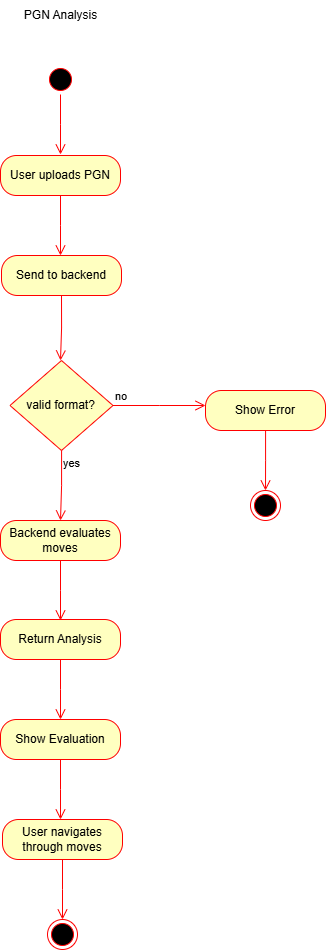 PGN Analysis
User uploads PGN
Send to backend
valid format?
no
Show Error
yes
Backend evaluates
moves
Return Analysis
Show Evaluation
User navigates
through moves